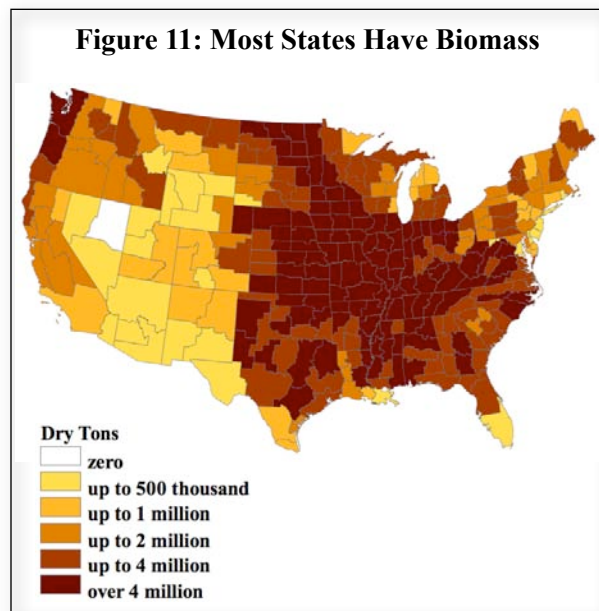 Figure 11: Most States Have Biomass
Dry Tons
zero
up to 500 thousand
up to 1 million
up to 2 million
up to 4 million
over 4 million